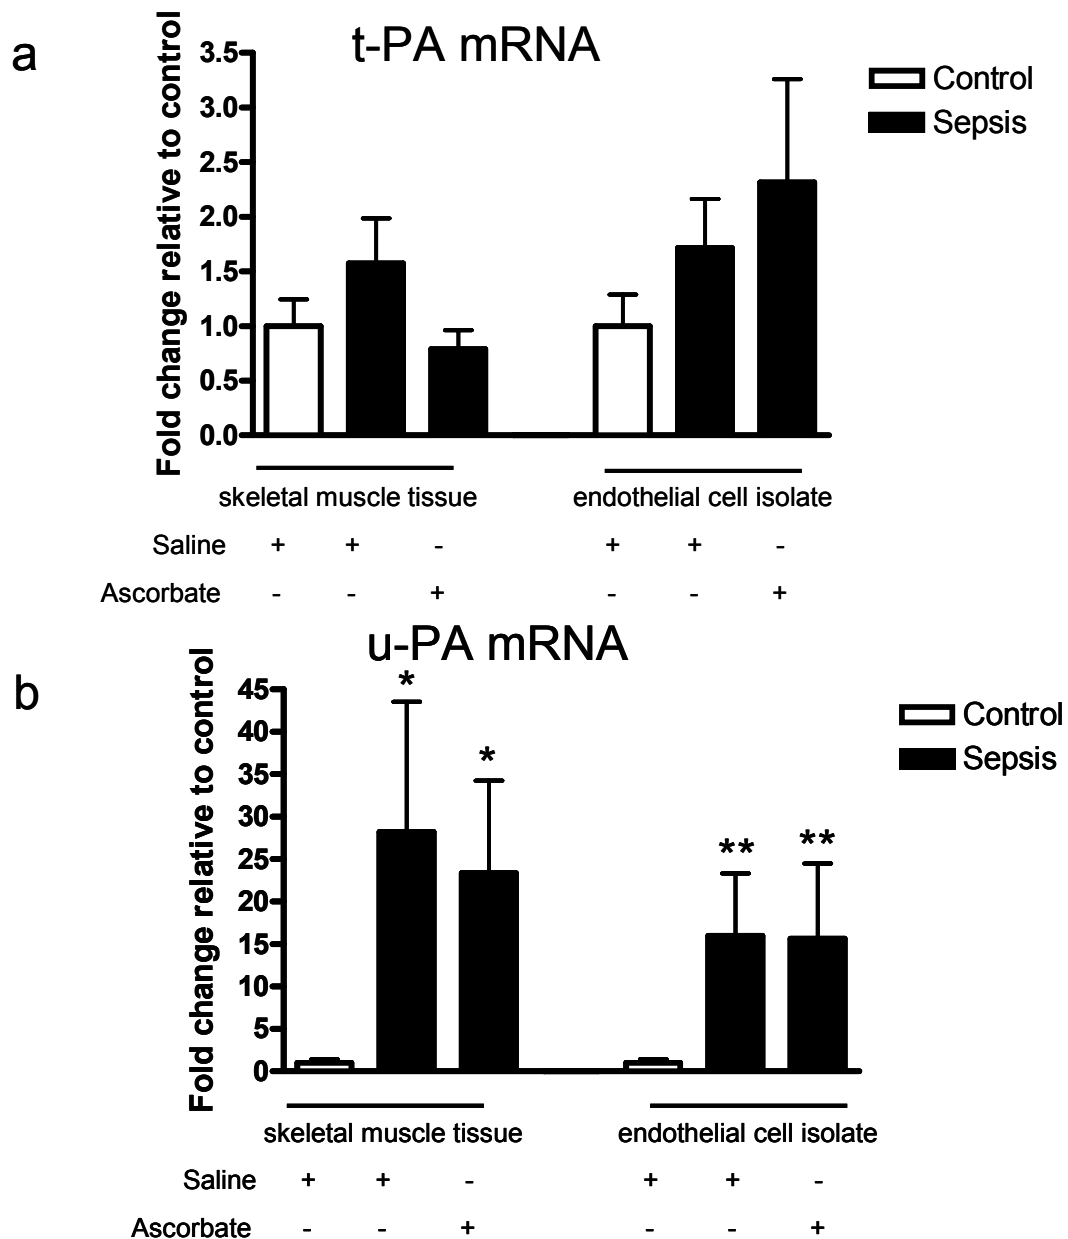 a
t-PA mRNA
Fold change relative to control
3.5
3.0
2.5
2.0
1.5
1.0
0.5
0.0
Control
Sepsis
skeletal muscle tissue endothelial cell isolate
Saline + + - + + -
Ascorbate - - + - - +
b
u-PA mRNA
Fold change relative to control
45
40
35
30
25
20
15
10
5
0
* * ** **
Control
Sepsis
skeletal muscle tissue endothelial cell isolate
Saline + + - + + -
Ascorbate - - + - - +